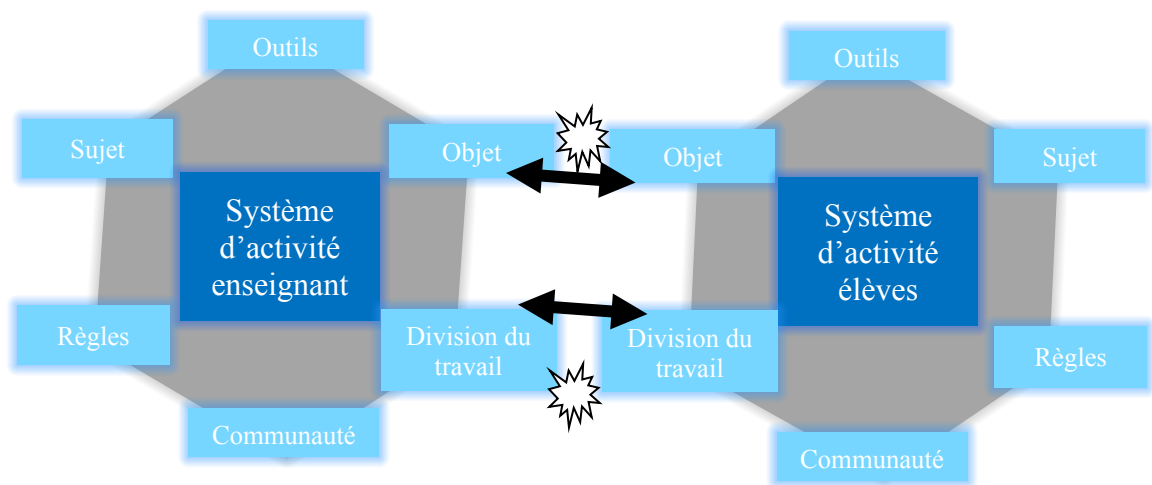 Outils
Sujet
Objet
Système
d’activité
enseignant
Règles
Division du
travail
Communauté
Outils
Objet
Sujet
Système
d’activité
élèves
Division du
travail
Règles
Communauté